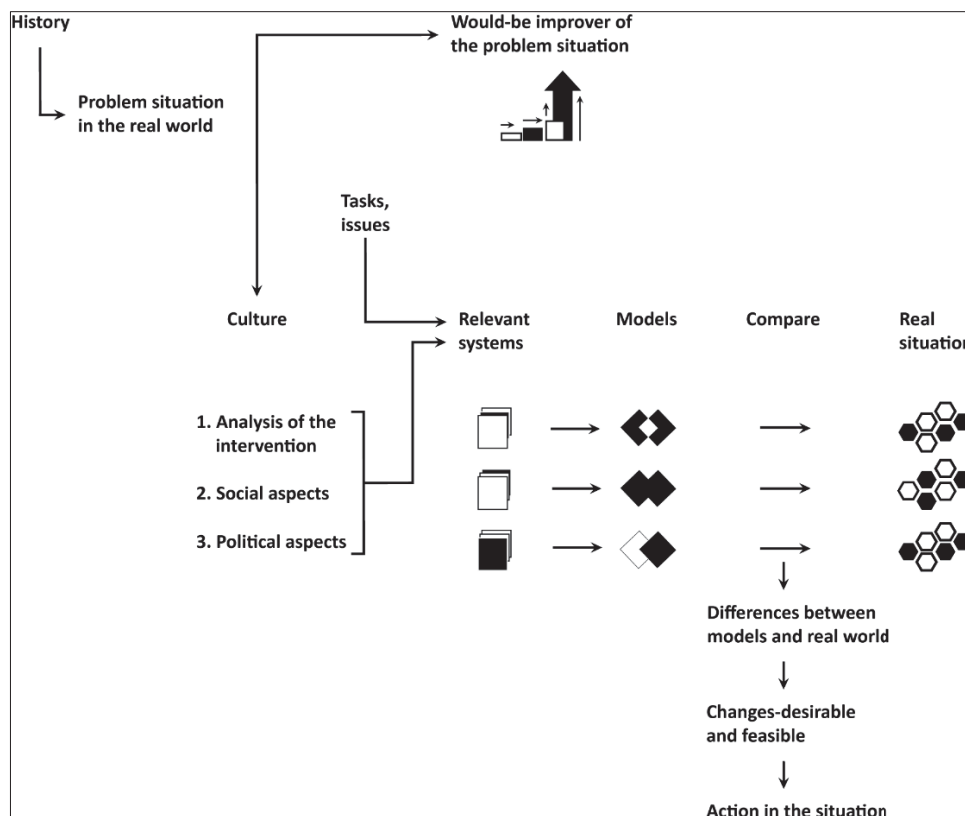 History
Would-be improver of
the problem situation
Problem situation
in the real world
Tasks,
issues
Culture
Relevant
systems
Models
Compare
Real
situation
1. Analysis of the
intervention
2. Social aspects
3. Political aspects
Differences between
models and real world
Changes-desirable
and feasible
Action in the situation